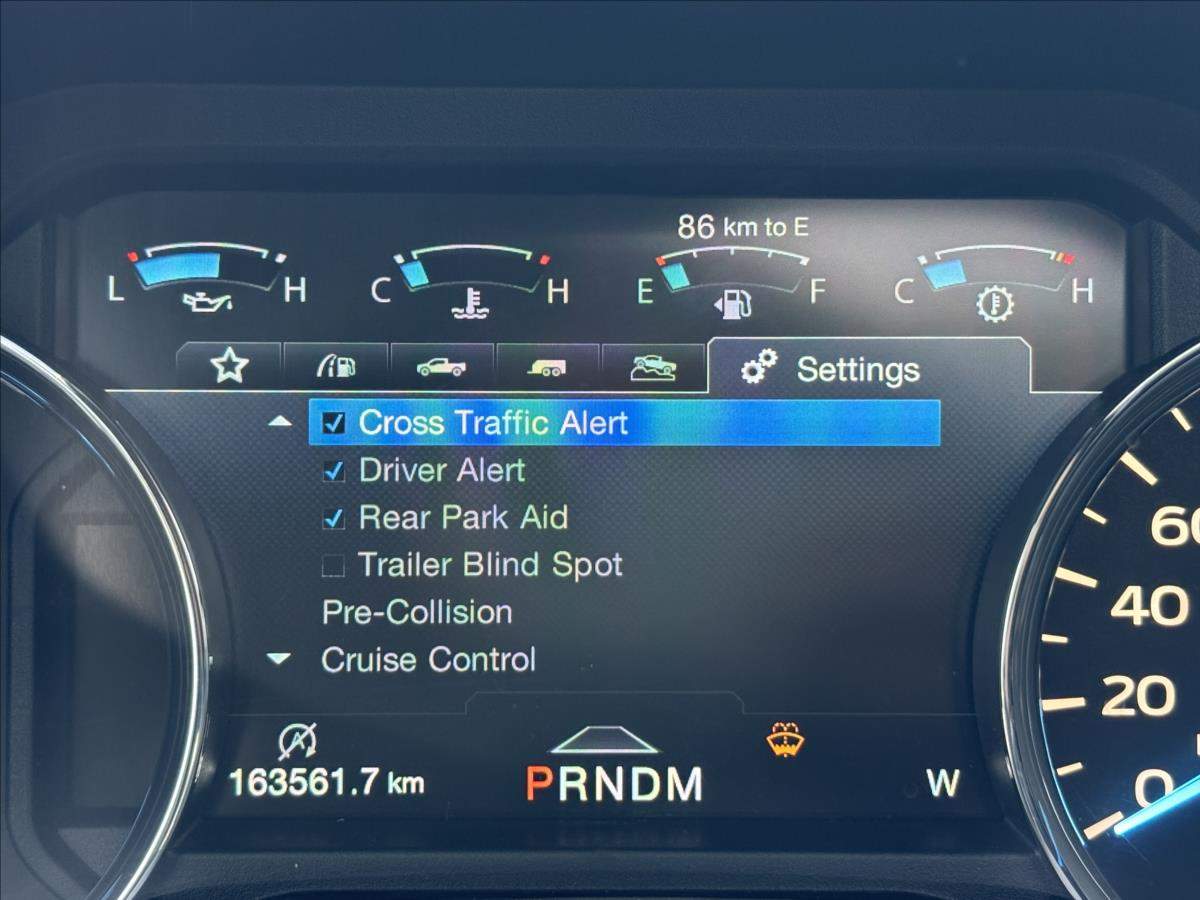 86 km to E
L H C H E F C H
Settings
Cross Traffic Alert
Driver Alert
Rear Park Aid
Trailer Blind Spot
Pre-Collision
Cruise Control
60
40
20
0
A
163561.7 km
PRNDM
W